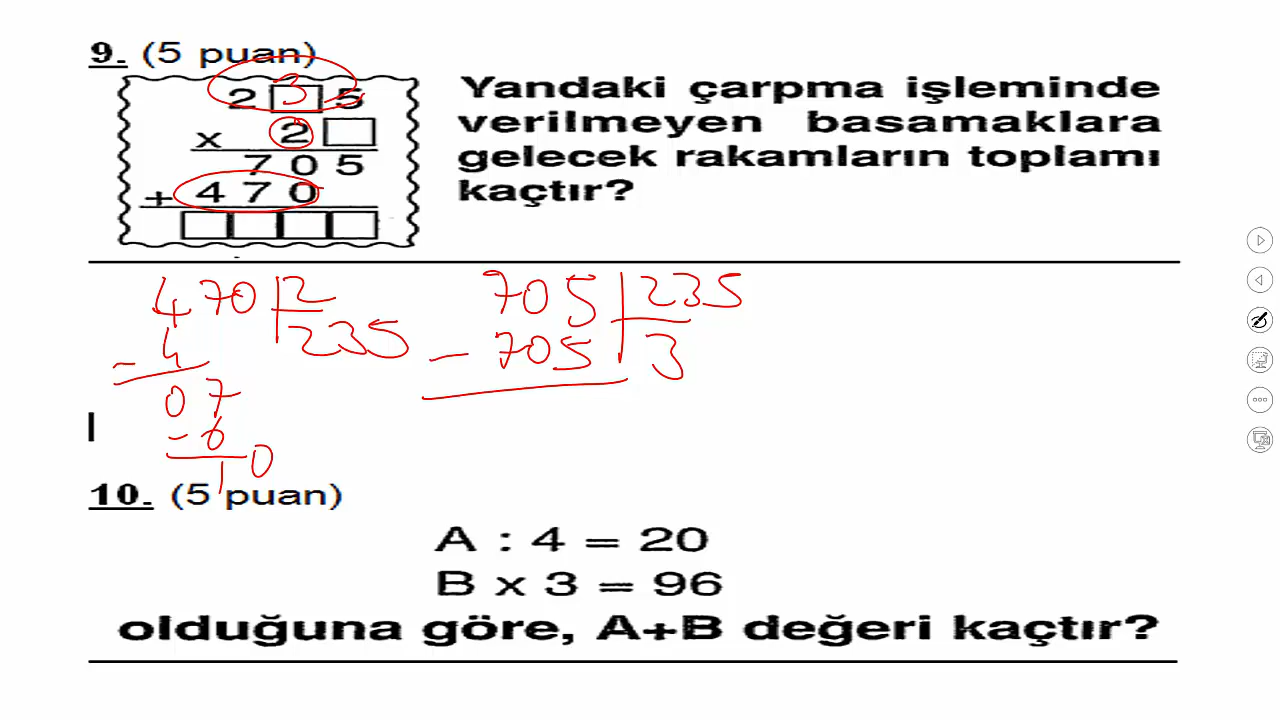 9. (5 puan)
2 3 5
x 2
7 0 5
+ 4 7 0
Yandaki çarpma işleminde
verilmeyen basamaklara
gelecek rakamların toplamı
kaçtır?
470 2
235
- 4
07
- 6
10
705 235
- 705 3
10. (5 puan)
A : 4 = 20
B x 3 = 96
olduğuna göre, A+B değeri kaçtır?